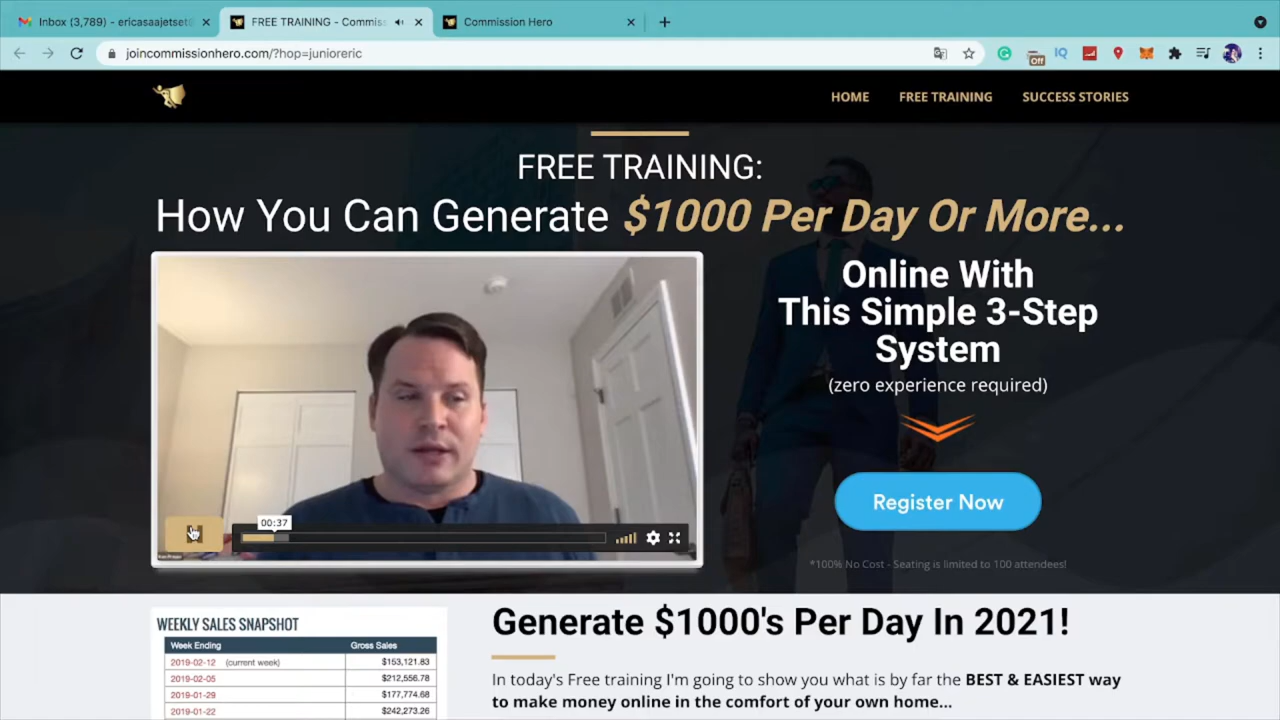 Inbox (3,789) - ericasaajetset@
FREE TRAINING - Commiss
Commission Hero
joincommissionhero.com/?hop=junioreric
Off
HOME
FREE TRAINING
SUCCESS STORIES
FREE TRAINING:
How You Can Generate $1000 Per Day Or More...
Online With
This Simple 3-Step
System
(zero experience required)
00:37
Register Now
*100% No Cost - Seating is limited to 100 attendees!
WEEKLY SALES SNAPSHOT
Week Ending Gross Sales
2019-02-12 (current week) $153,121.83
2019-02-05 $212,556.78
2019-01-29 $177,774.68
2019-01-22 $242,273.26
Generate $1000's Per Day In 2021!
In today's Free training I'm going to show you what is by far the BEST & EASIEST way
to make money online in the comfort of your own home...